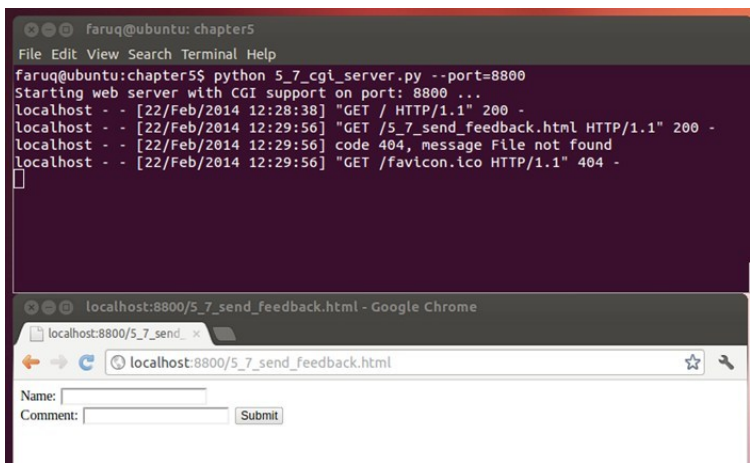 faruq@ubuntu: chapter5
File Edit View Search Terminal Help
faruq@ubuntu:chapter5$ python 5_7_cgi_server.py --port=8800
Starting web server with CGI support on port: 8800 ...
localhost - - [22/Feb/2014 12:28:38] "GET / HTTP/1.1" 200 -
localhost - - [22/Feb/2014 12:29:56] "GET /5_7_send_feedback.html HTTP/1.1" 200 -
localhost - - [22/Feb/2014 12:29:56] code 404, message File not found
localhost - - [22/Feb/2014 12:29:56] "GET /favicon.ico HTTP/1.1" 404 -
localhost:8800/5_7_send_feedback.html - Google Chrome
localhost:8800/5_7_send_
localhost:8800/5_7_send_feedback.html
Name:
Comment: Submit